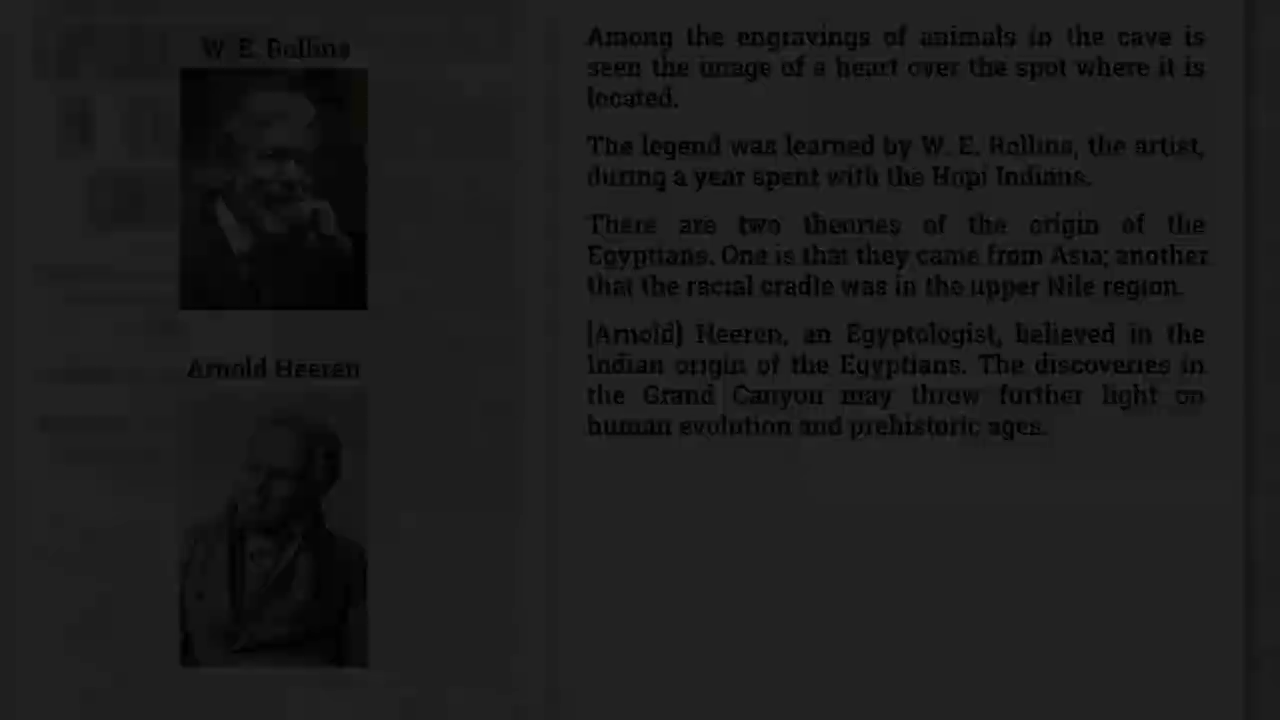 W. E. Rollins
Arnold Heeren
Among the engravings of animals in the cave is
seen the image of a heart over the spot where it is
located.
The legend was learned by W. E. Rollins, the artist,
during a year spent with the Hopi Indians.
There are two theories of the origin of the
Egyptians. One is that they came from Asia; another
that the racial cradle was in the upper Nile region.
[Arnold] Heeren, an Egyptologist, believed in the
Indian origin of the Egyptians. The discoveries in
the Grand Canyon may throw further light on
human evolution and prehistoric ages.